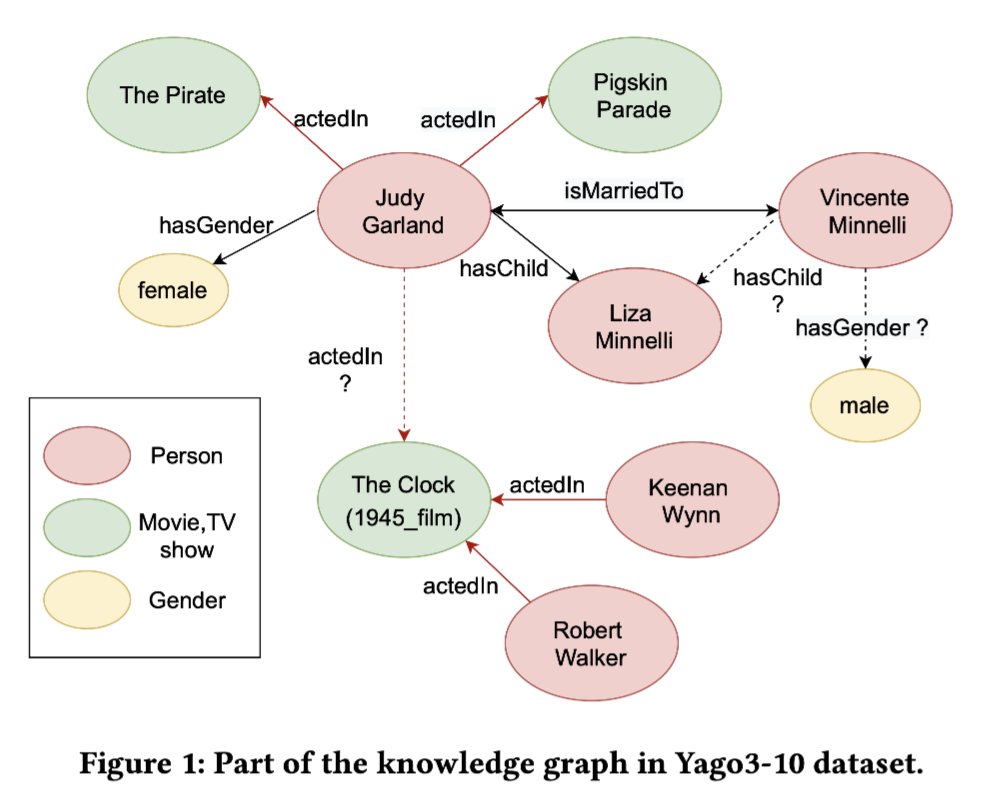 The Pirate
Pigskin
Parade
actedIn
actedIn
Judy
Garland
isMarriedTo
Vincente
Minnelli
hasGender
hasChild
hasChild
?
female
Liza
Minnelli
hasGender ?
actedIn
?
male
Person
Movie,TV
show
Gender
The Clock
(1945_film)
actedIn
Keenan
Wynn
actedIn
Robert
Walker
Figure 1: Part of the knowledge graph in Yago3-10 dataset.